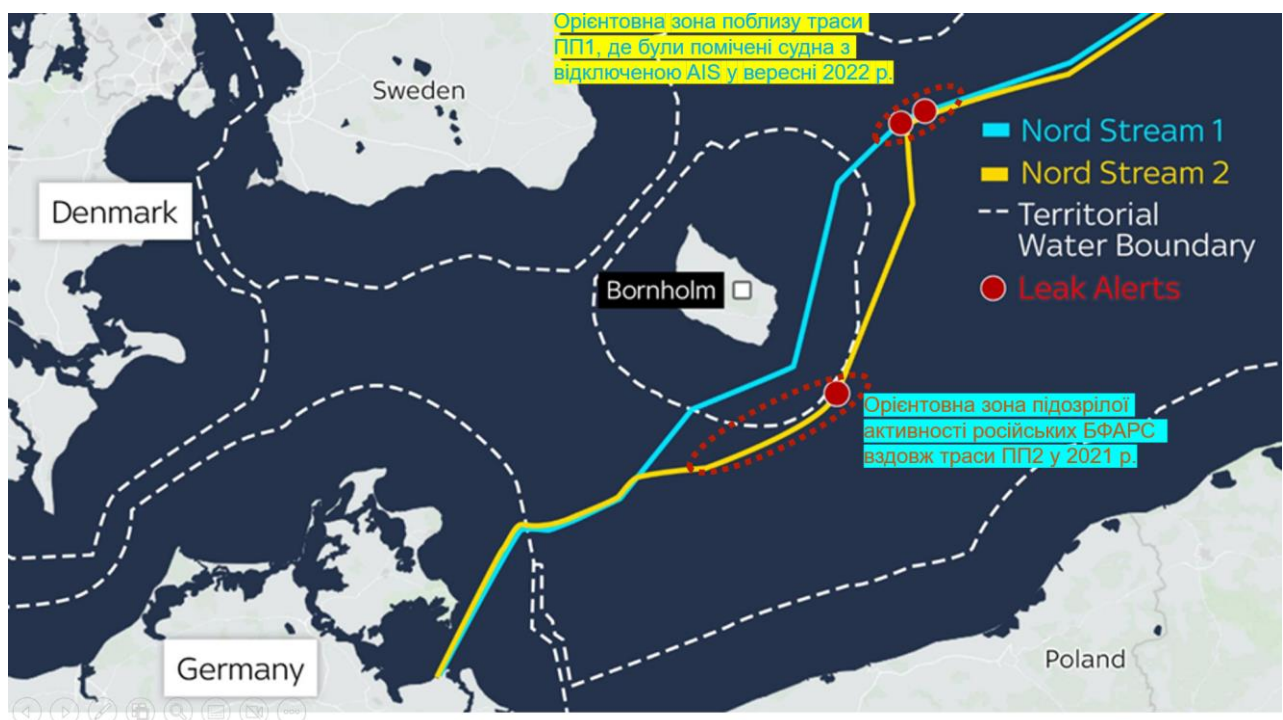 Орієнтовна зона поблизу траси
ПП1, де були помічені судна з
відключеною AIS у вересні 2022 р.
Sweden
Nord Stream 1
Nord Stream 2
Denmark
Territorial
Water Boundary
Bornholm
Leak Alerts
Орієнтовна зона підозрілої
активності російських БФАРС
вздовж траси ПП2 у 2021 р.
Germany
Poland